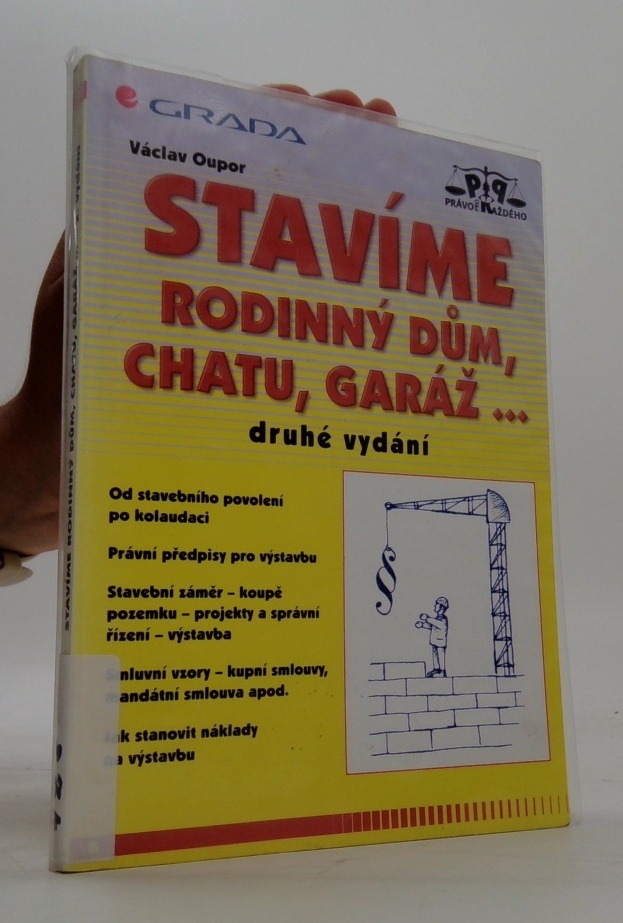 GRADA
Václav Oupor
PRÁVO PRO KAŽDÉHO
STAVÍME
RODINNÝ DŮM,
CHATU, GARÁŽ ...
druhé vydání
Od stavebního povolení
po kolaudaci
Právní předpisy pro výstavbu
Stavební záměr – koupě
pozemku – projekty a správní
řízení – výstavba
Smluvní vzory – kupní smlouvy,
mandátní smlouva apod.
Jak stanovit náklady
na výstavbu
§
STAVÍME RODINNÝ DŮM, CHATU, GARÁŽ ...